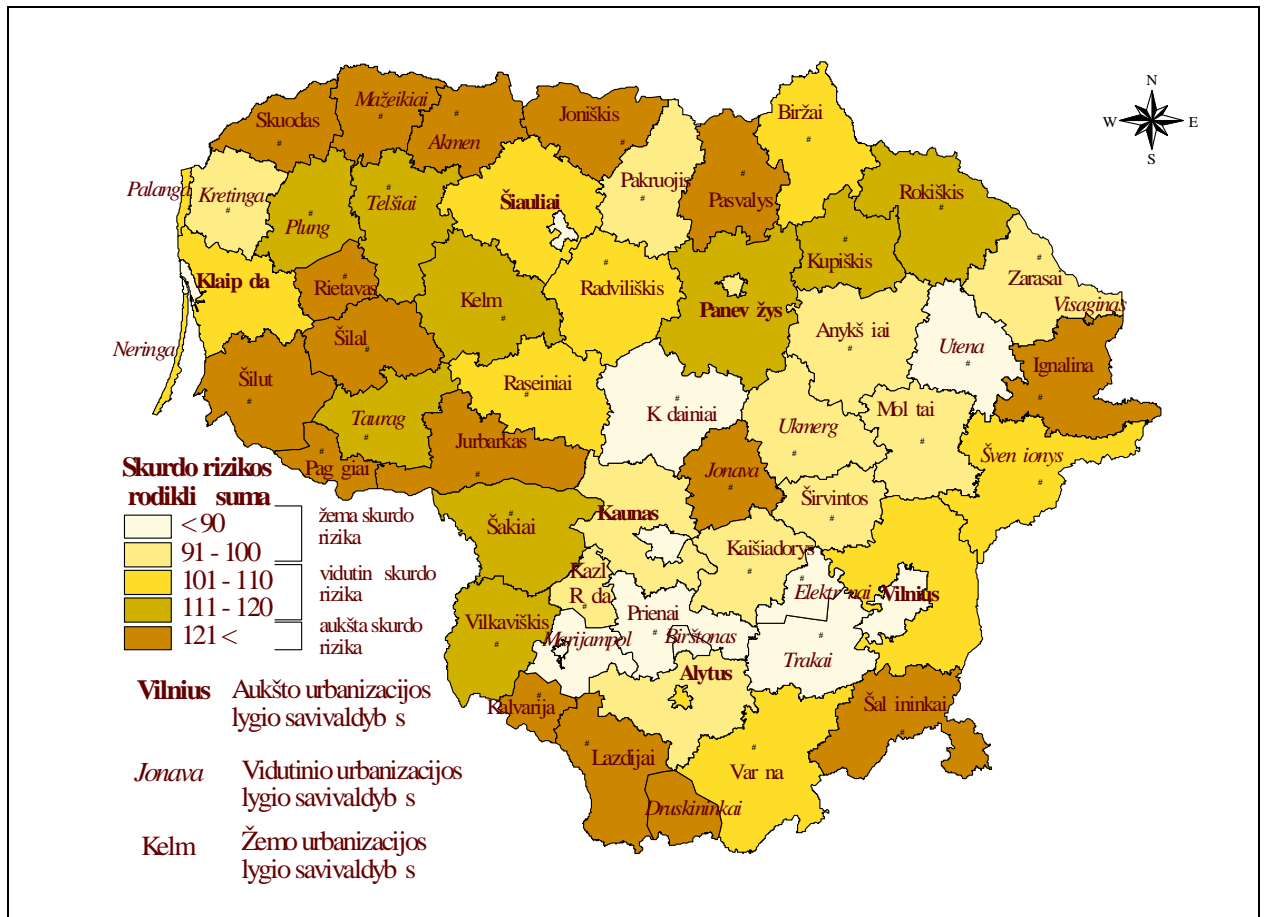 N
W E
S
Mažeikiai
Skuodas
Akmen
Joniškis
Biržai
Palanga
Kretinga
Plung
Telšiai
Šiauliai
Pakruojis
Pasvalys
Rokiškis
Klaip da
Rietavas
Kelm
Radviliškis
Panev žys
Kupiškis
Zarasai
Visaginas
Neringa
Šilal
Šilut
Raseiniai
Anykš iai
Utena
Ignalina
Taurag
Jurbarkas
K dainiai
Ukmerg
Mol tai
Šven ionys
Pag giai
Jonava
Širvintos
Šakiai
Kaunas
Kaišiadorys
Kazl
R da
Elektr nai
Vilnius
Vilkaviškis
Marijampol
Prienai
Birštonas
Trakai
Alytus
Kalvarija
Šal ininkai
Lazdijai
Var na
Druskininkai
Skurdo rizikos
rodikli suma
< 90
91 - 100
žema skurdo
rizika
101 - 110
111 - 120
vidutin skurdo
rizika
121 <
aukšta skurdo
rizika
Vilnius Aukšto urbanizacijos
lygio savivaldyb s
Jonava Vidutinio urbanizacijos
lygio savivaldyb s
Kelm Žemo urbanizacijos
lygio savivaldyb s